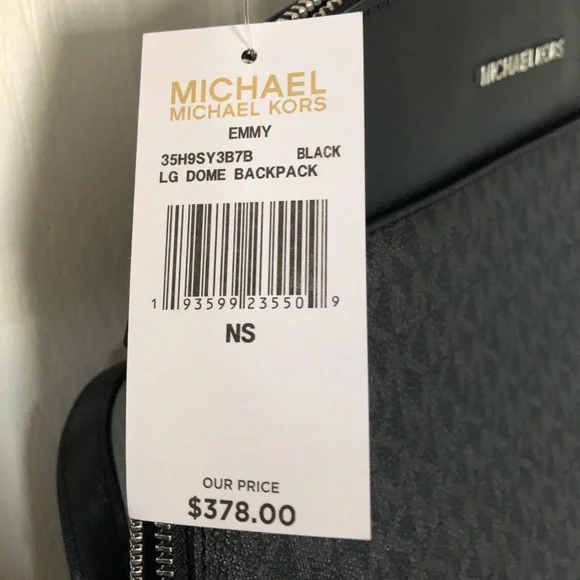 MICHAEL
MICHAEL KORS
EMMY
35H9SY3B7B BLACK
LG DOME BACKPACK
1 93599 23550 9
NS
OUR PRICE
$378.00
MICHAEL KORS